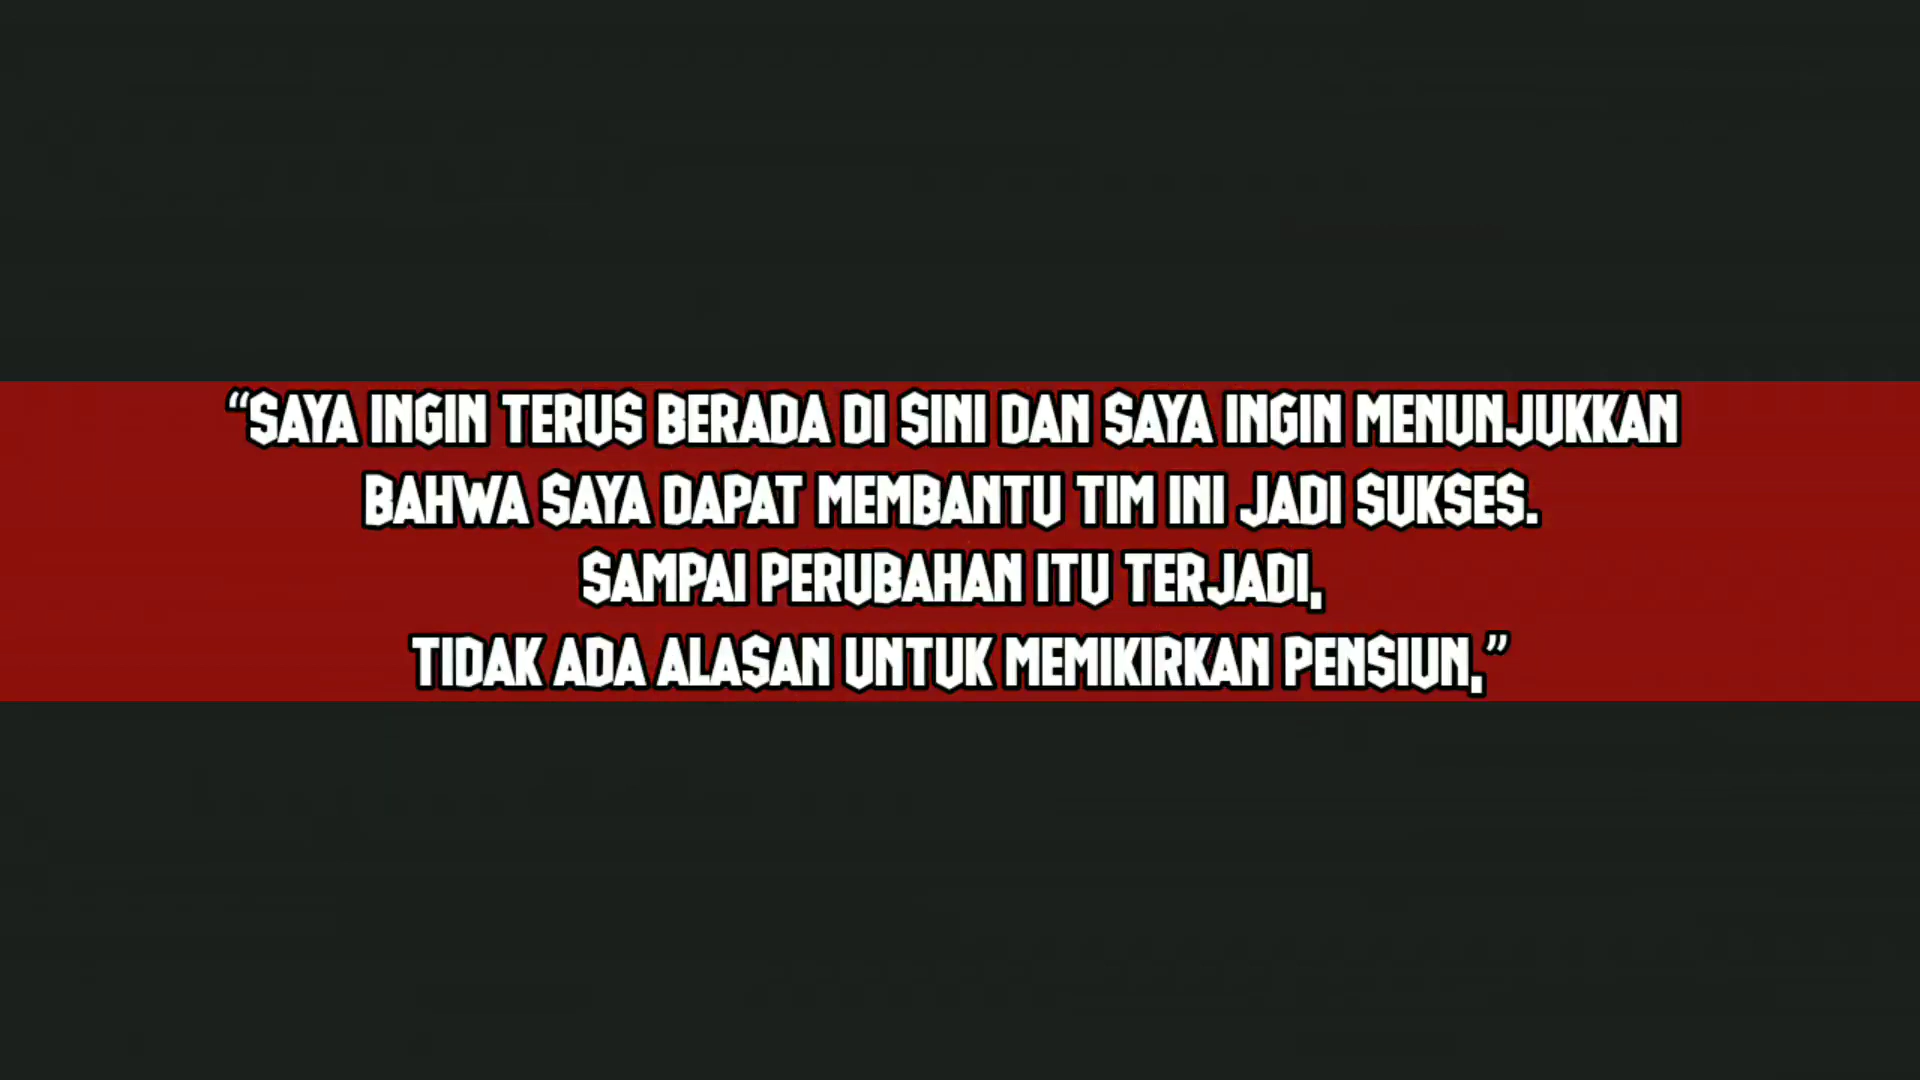 “SAYA INGIN TERUS BERADA DI SINI DAN SAYA INGIN MENUNJUKKAN
BAHWA SAYA DAPAT MEMBANTU TIM INI JADI SUKSES.
SAMPAI PERUBAHAN ITU TERJADI,
TIDAK ADA ALASAN UNTUK MEMIKIRKAN PENSIUN,”